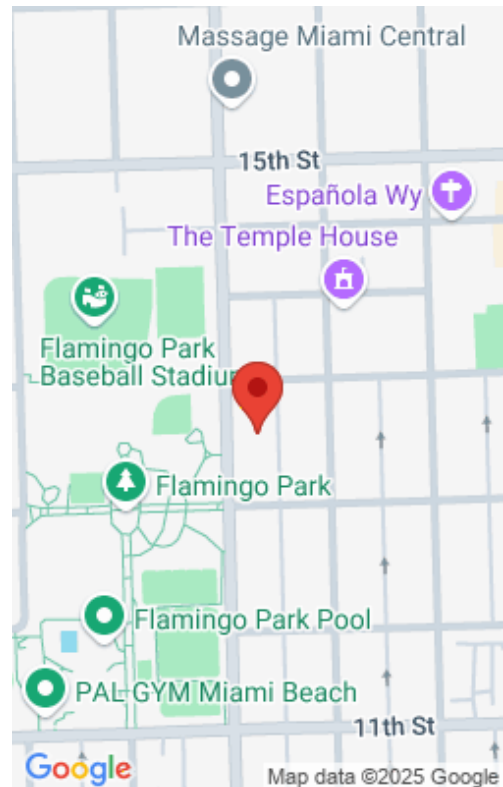 Massage Miami Central
15th St
Española Wy
The Temple House
Flamingo Park
Baseball Stadiu
Flamingo Park
Flamingo Park Pool
PAL GYM Miami Beach
11th St
Google
Map data ©2025 Google